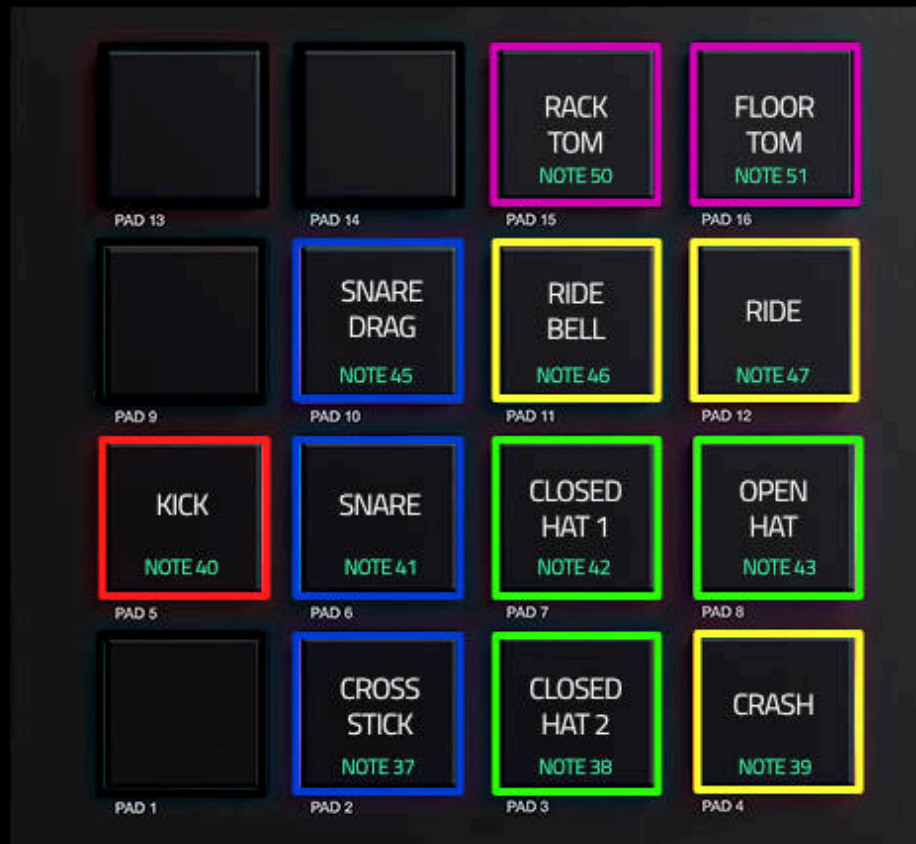 RACK
TOM
NOTE 50
FLOOR
TOM
NOTE 51
PAD 13
PAD 14
PAD 15
PAD 16
SNARE
DRAG
NOTE 45
RIDE
BELL
NOTE 46
RIDE
NOTE 47
PAD 9
PAD 10
PAD 11
PAD 12
KICK
NOTE 40
SNARE
NOTE 41
CLOSED
HAT 1
NOTE 42
OPEN
HAT
NOTE 43
PAD 5
PAD 6
PAD 7
PAD 8
CROSS
STICK
NOTE 37
CLOSED
HAT 2
NOTE 38
CRASH
NOTE 39
PAD 1
PAD 2
PAD 3
PAD 4